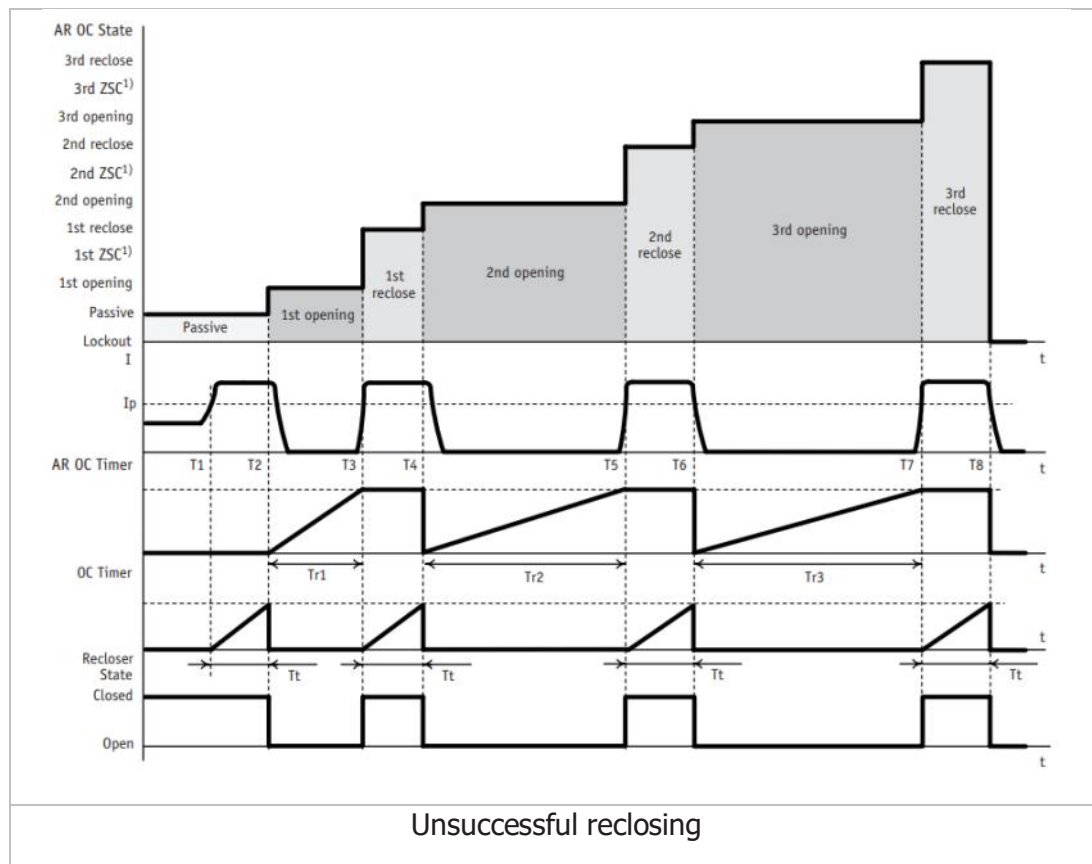 AR OC State
3rd reclose
3rd ZSC1)
3rd opening
2nd reclose
2nd ZSC1)
2nd opening
1st reclose
1st ZSC1)
1st opening
Passive
Lockout
Passive
1st opening
1st
reclose
2nd opening
2nd
reclose
3rd opening
3rd
reclose
t
I
Ip
T1 T2 T3 T4 T5 T6 T7 T8 t
AR OC Timer
Tr1 Tr2 Tr3 t
OC Timer
t
Tt Tt Tt Tt
Recloser
State
Closed
Open
t
Unsuccessful reclosing